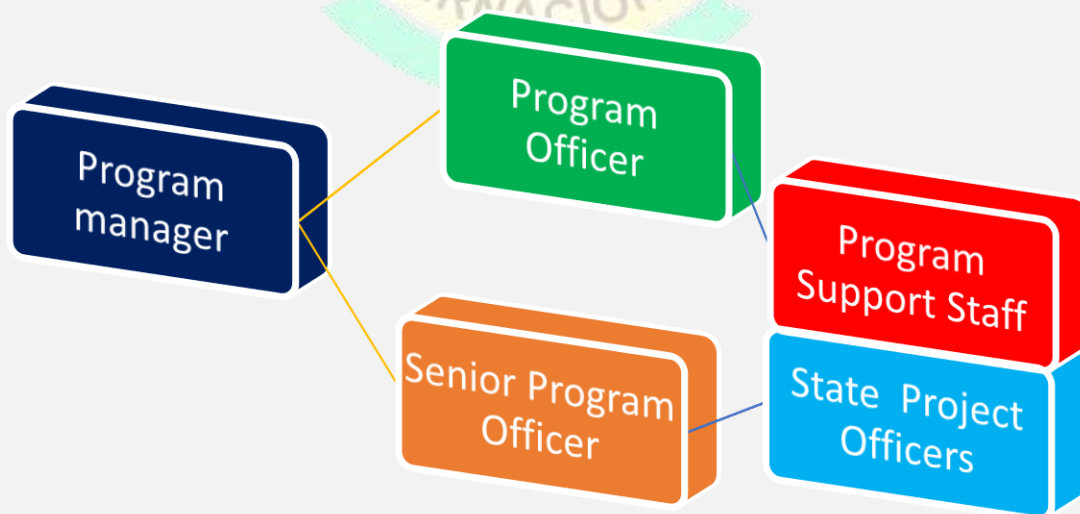 Program
manager
Program
Officer
Senior Program
Officer
Program
Support Staff
State Project
Officers